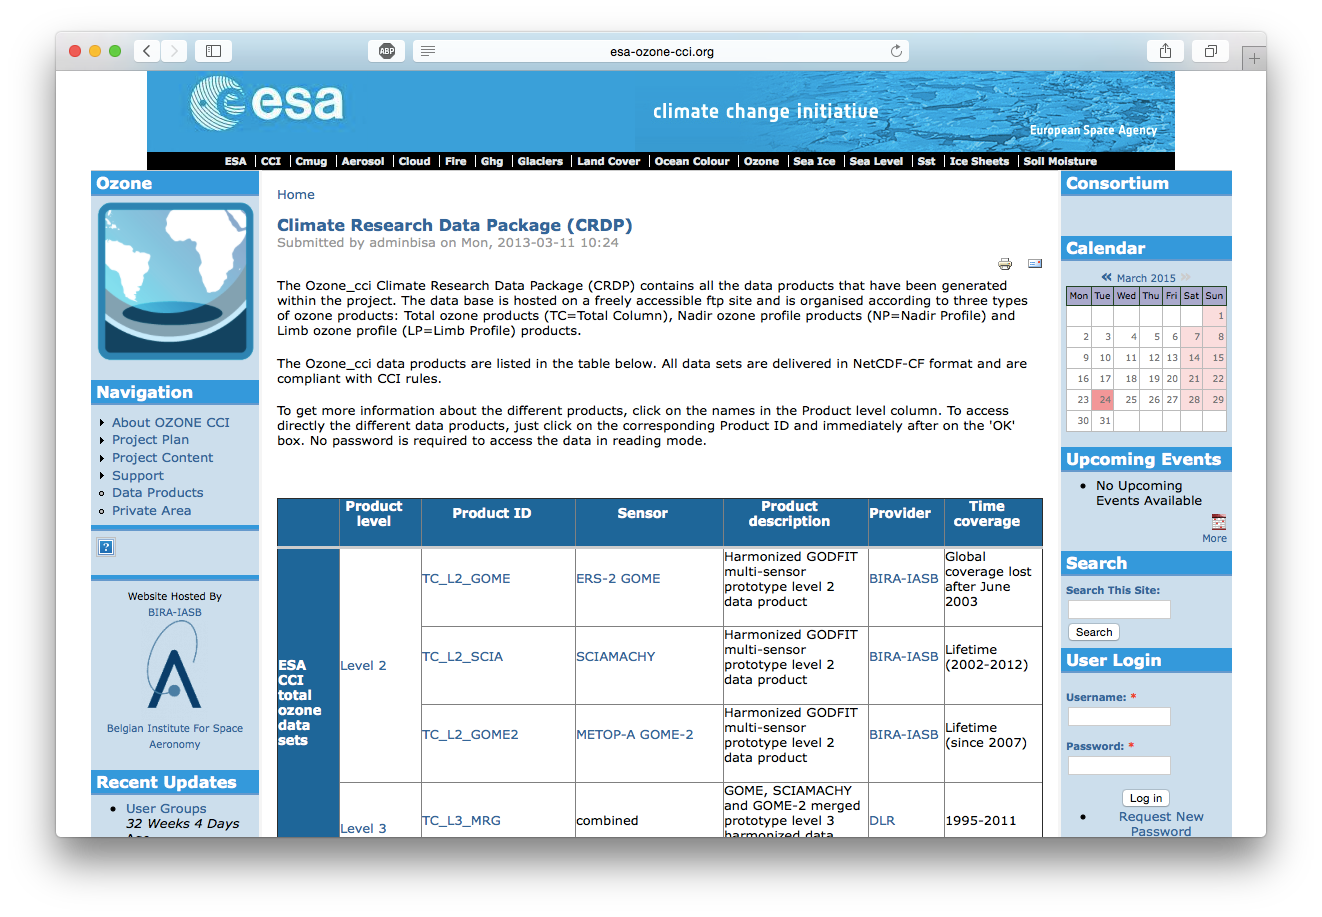 ABP
esa-ozone-cci.org
esa
climate change initiative
European Space Agency
ESA | CCI | Cmug | Aerosol | Cloud | Fire | Ghg | Glaciers | Land Cover | Ocean Colour | Ozone | Sea Ice | Sea Level | Sst | Ice Sheets | Soil Moisture
Ozone
Navigation
About OZONE CCI
Project Plan
Project Content
Support
Data Products
Private Area
?
Website Hosted By
BIRA-IASB
Belgian Institute For Space
Aeronomy
Recent Updates
User Groups
32 Weeks 4 Days
Home
Climate Research Data Package (CRDP)
Submitted by adminbisa on Mon, 2013-03-11 10:24
The Ozone_cci Climate Research Data Package (CRDP) contains all the data products that have been generated
within the project. The data base is hosted on a freely accessible ftp site and is organised according to three types
of ozone products: Total ozone products (TC=Total Column), Nadir ozone profile products (NP=Nadir Profile) and
Limb ozone profile (LP=Limb Profile) products.
The Ozone_cci data products are listed in the table below. All data sets are delivered in NetCDF-CF format and are
compliant with CCI rules.
To get more information about the different products, click on the names in the Product level column. To access
directly the different data products, just click on the corresponding Product ID and immediately after on the 'OK'
box. No password is required to access the data in reading mode.
Product level
Product ID
Sensor
Product description
Provider
Time coverage
ESA
CCI
total
ozone
data
sets
Level 2
TC_L2_GOME
ERS-2 GOME
Harmonized GODFIT
multi-sensor
prototype level 2
data product
BIRA-IASB
Global
coverage lost
after June
2003
TC_L2_SCIA
SCIAMACHY
Harmonized GODFIT
multi-sensor
prototype level 2
data product
BIRA-IASB
Lifetime
(2002-2012)
TC_L2_GOME2
METOP-A GOME-2
Harmonized GODFIT
multi-sensor
prototype level 2
data product
BIRA-IASB
Lifetime
(since 2007)
Level 3
TC_L3_MRG
combined
GOME, SCIAMACHY
and GOME-2 merged
prototype level 3
harmonized data
DLR
1995-2011
Consortium
Calendar
« March 2015 »
Mon Tue Wed Thu Fri Sat Sun
1
2 3 4 5 6 7 8
9 10 11 12 13 14 15
16 17 18 19 20 21 22
23 24 25 26 27 28 29
30 31
Upcoming Events
No Upcoming
Events Available
More
Search
Search This Site:
Search
User Login
Username: *
Password: *
Log in
Request New
Password